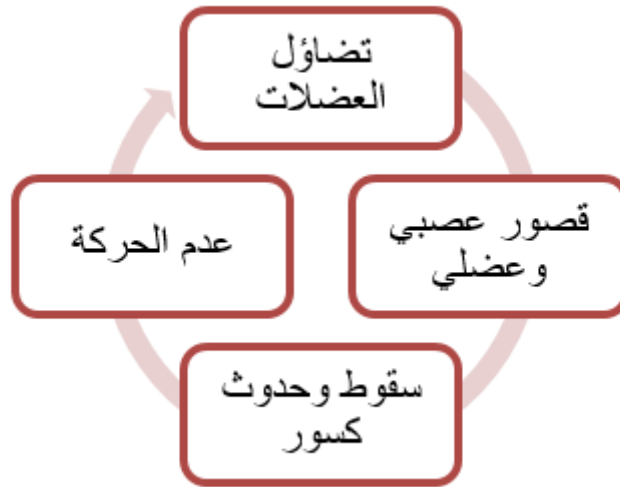 تضاؤل
العضلات
قصور عصبي
وعضلي
سقوط وحدوث
كسور
عدم الحركة